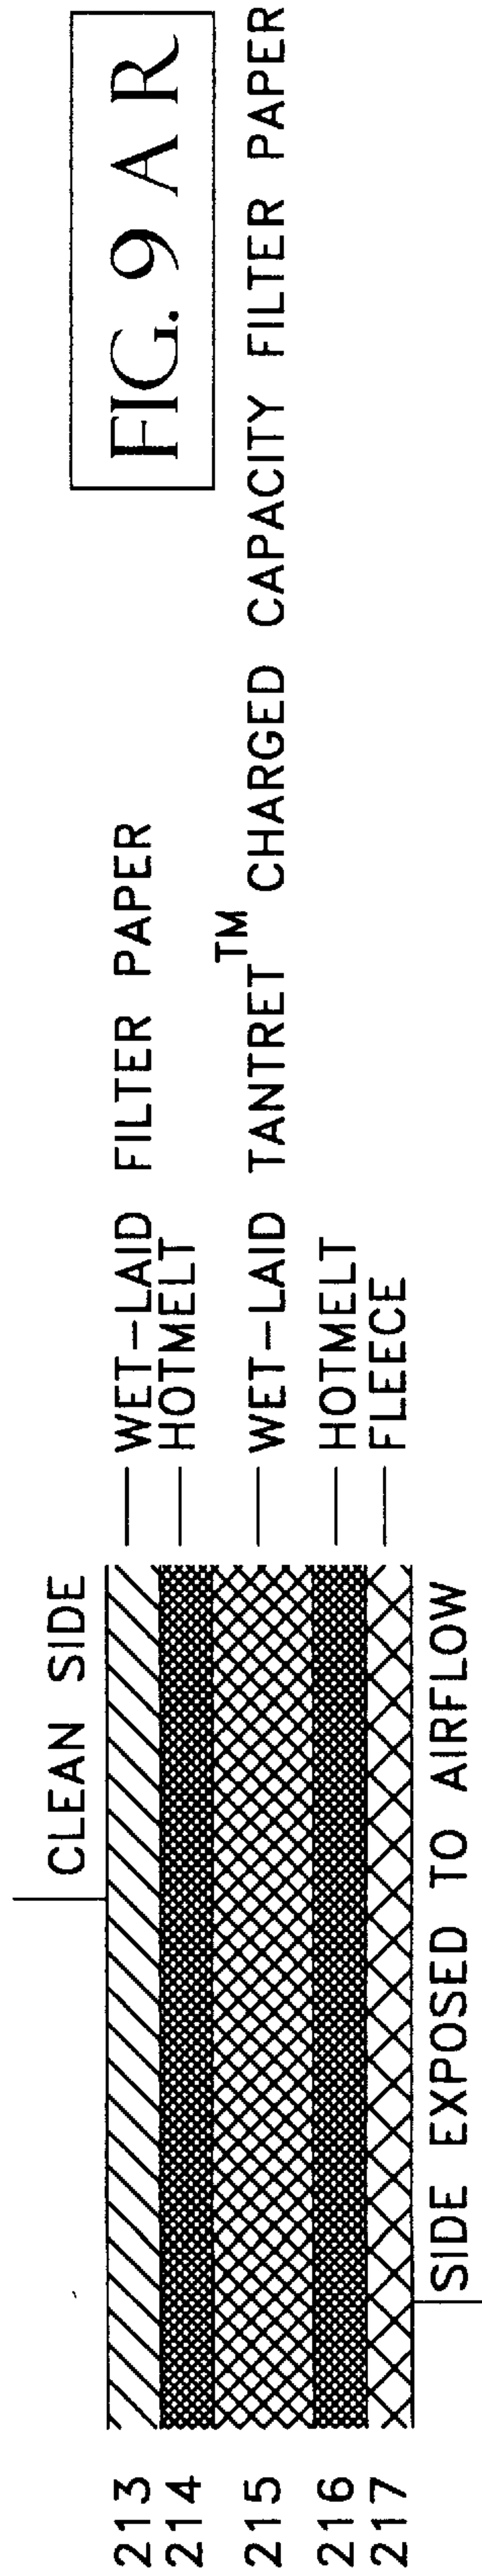 FIG. 9 A R
CLEAN SIDE
213 WET-LAID FILTER PAPER
214 HOTMELT
215 WET-LAID TANTRET™ CHARGED CAPACITY FILTER PAPER
216 HOTMELT
217 FLEECE
SIDE EXPOSED TO AIRFLOW